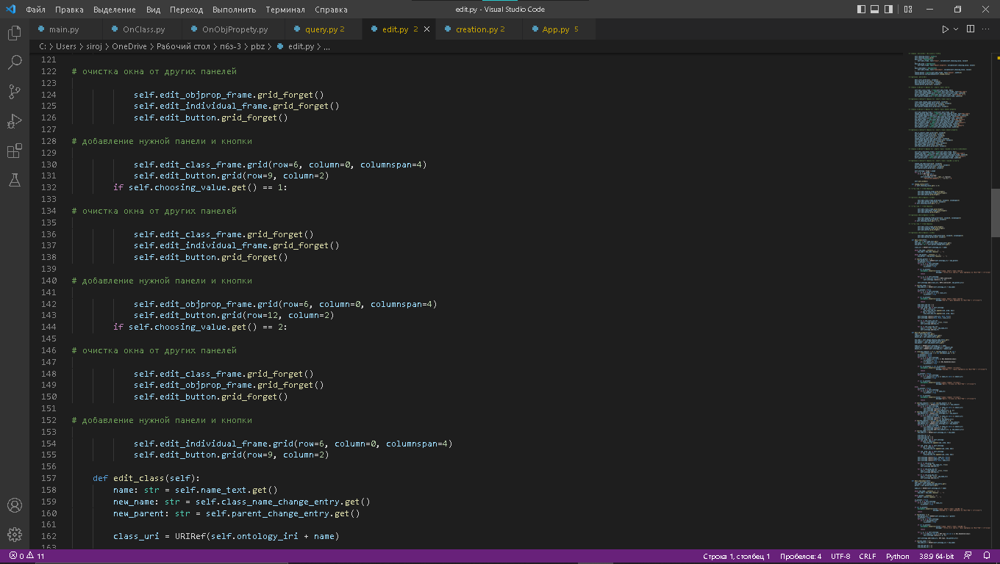 Файл Правка Выделение Вид Переход Выполнить Терминал Справка edit.py - Visual Studio Code
main.py OnClass.py OnObjPropety.py query.py 2 edit.py 2 creation.py 2 App.py 5
C: > Users > siroj > OneDrive > Рабочий стол > пбз-3 > pbz > edit.py > ...
121
122 # очистка окна от других панелей
123
124 self.edit_objprop_frame.grid_forget()
125 self.edit_individual_frame.grid_forget()
126 self.edit_button.grid_forget()
127
128 # добавление нужной панели и кнопки
129
130 self.edit_class_frame.grid(row=6, column=0, columnspan=4)
131 self.edit_button.grid(row=9, column=2)
132 if self.choosing_value.get() == 1:
133
134 # очистка окна от других панелей
135
136 self.edit_class_frame.grid_forget()
137 self.edit_individual_frame.grid_forget()
138 self.edit_button.grid_forget()
139
140 # добавление нужной панели и кнопки
141
142 self.edit_objprop_frame.grid(row=6, column=0, columnspan=4)
143 self.edit_button.grid(row=12, column=2)
144 if self.choosing_value.get() == 2:
145
146 # очистка окна от других панелей
147
148 self.edit_class_frame.grid_forget()
149 self.edit_objprop_frame.grid_forget()
150 self.edit_button.grid_forget()
151
152 # добавление нужной панели и кнопки
153
154 self.edit_individual_frame.grid(row=6, column=0, columnspan=4)
155 self.edit_button.grid(row=9, column=2)
156
157 def edit_class(self):
158 name: str = self.name_text.get()
159 new_name: str = self.class_name_change_entry.get()
160 new_parent: str = self.parent_change_entry.get()
161
162 class_uri = URIRef(self.ontology_iri + name)
163
0 11 Строка 1, столбец 1 Пробелов: 4 UTF-8 CRLF Python 3.8.9 64-bit